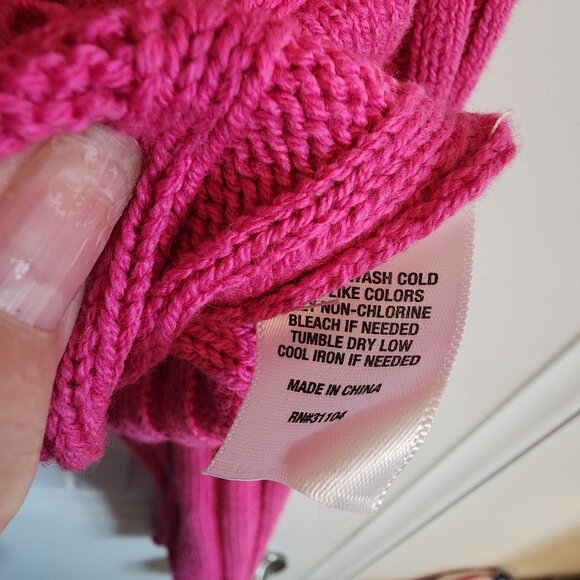 WASH COLD
LIKE COLORS
NON-CHLORINE
BLEACH IF NEEDED
TUMBLE DRY LOW
COOL IRON IF NEEDED
MADE IN CHINA
RN#31104